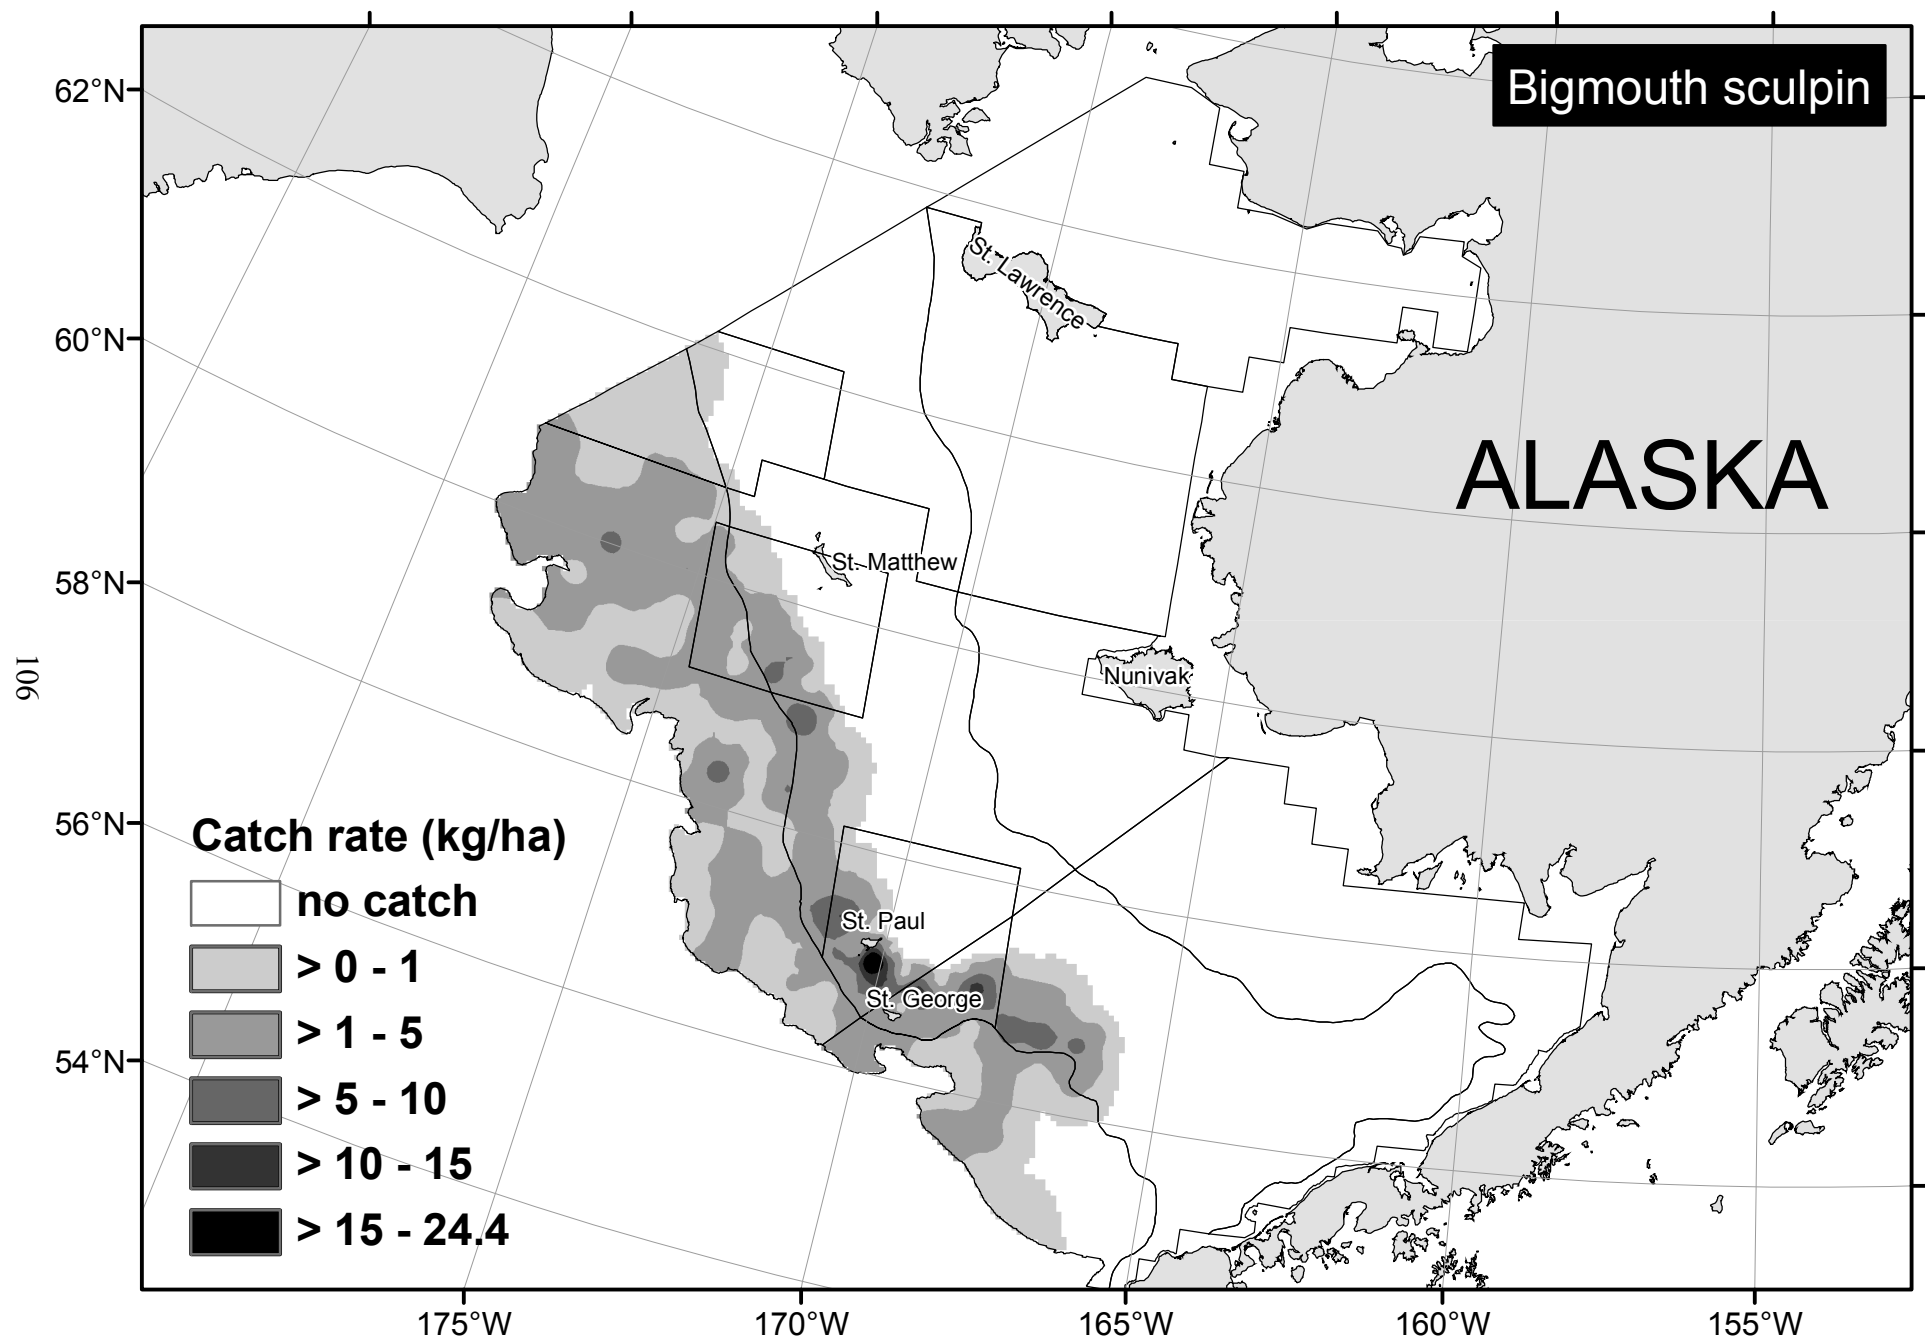 Bigmouth sculpin
62°N
60°N
58°N
56°N
54°N
St. Lawrence
ALASKA
St. Matthew
Nunivak
106
St. Paul
St. George
Catch rate (kg/ha)
no catch
> 0 - 1
> 1 - 5
> 5 - 10
> 10 - 15
> 15 - 24.4
175°W
170°W
165°W
160°W
155°W